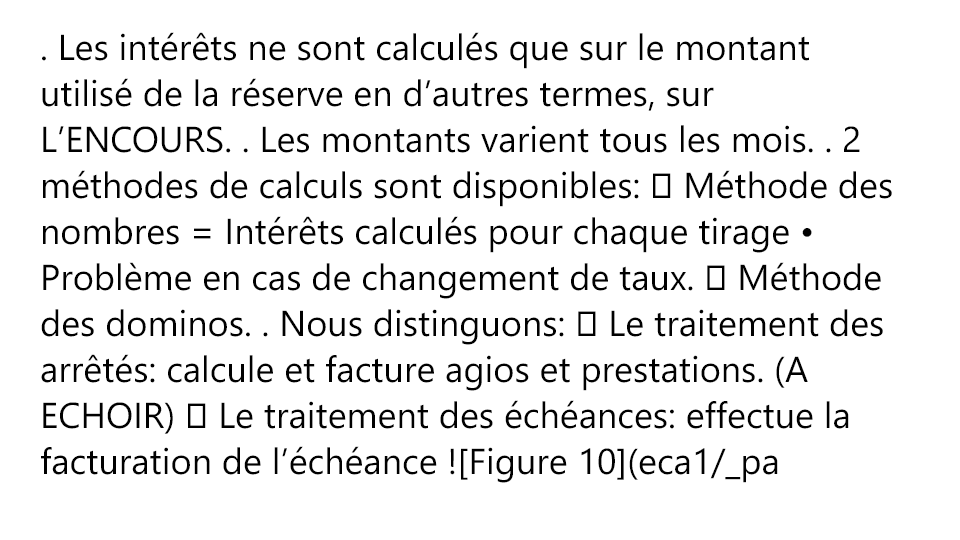 . Les intérêts ne sont calculés que sur le montant
utilisé de la réserve en d’autres termes, sur
L’ENCOURS. . Les montants varient tous les mois. . 2
méthodes de calculs sont disponibles: ▯ Méthode des
nombres = Intérêts calculés pour chaque tirage •
Problème en cas de changement de taux. ▯ Méthode
des dominos. . Nous distinguons: ▯ Le traitement des
arrêtés: calcule et facture agios et prestations. (A
ECHOIR) ▯ Le traitement des échéances: effectue la
facturation de l’échéance ![Figure 10](eca1/_pa